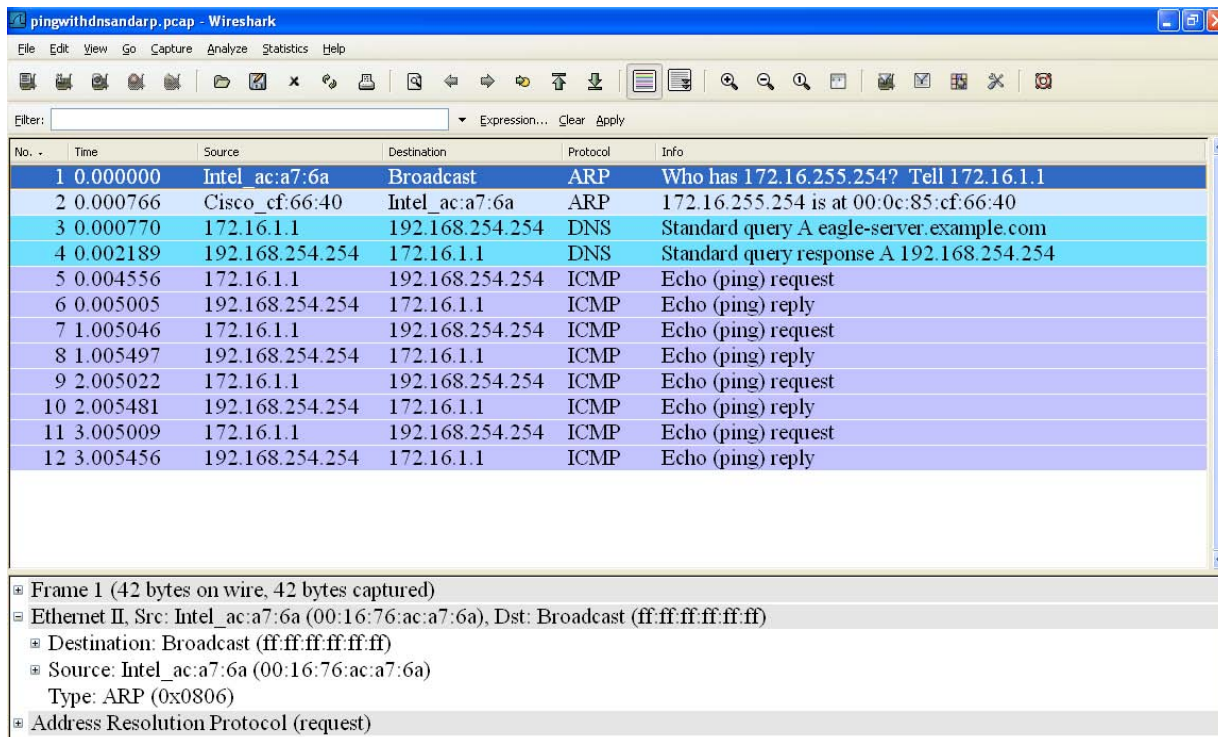 pingwithdnsandarp.pcap - Wireshark
File Edit View Go Capture Analyze Statistics Help
Filter: Expression... Clear Apply
No. - Time Source Destination Protocol Info
1 0.000000 Intel_ac:a7:6a Broadcast ARP Who has 172.16.255.254? Tell 172.16.1.1
2 0.000766 Cisco_cf:66:40 Intel_ac:a7:6a ARP 172.16.255.254 is at 00:0c:85:cf:66:40
3 0.000770 172.16.1.1 192.168.254.254 DNS Standard query A eagle-server.example.com
4 0.002189 192.168.254.254 172.16.1.1 DNS Standard query response A 192.168.254.254
5 0.004556 172.16.1.1 192.168.254.254 ICMP Echo (ping) request
6 0.005005 192.168.254.254 172.16.1.1 ICMP Echo (ping) reply
7 1.005046 172.16.1.1 192.168.254.254 ICMP Echo (ping) request
8 1.005497 192.168.254.254 172.16.1.1 ICMP Echo (ping) reply
9 2.005022 172.16.1.1 192.168.254.254 ICMP Echo (ping) request
10 2.005481 192.168.254.254 172.16.1.1 ICMP Echo (ping) reply
11 3.005009 172.16.1.1 192.168.254.254 ICMP Echo (ping) request
12 3.005456 192.168.254.254 172.16.1.1 ICMP Echo (ping) reply
Frame 1 (42 bytes on wire, 42 bytes captured)
Ethernet II, Src: Intel_ac:a7:6a (00:16:76:ac:a7:6a), Dst: Broadcast (ff:ff:ff:ff:ff:ff)
Destination: Broadcast (ff:ff:ff:ff:ff:ff)
Source: Intel_ac:a7:6a (00:16:76:ac:a7:6a)
Type: ARP (0x0806)
Address Resolution Protocol (request)